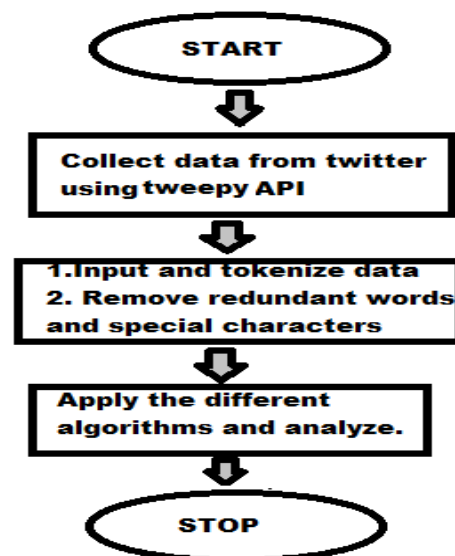 START
Collect data from twitter
using tweepy API
1.Input and tokenize data
2. Remove redundant words
and special characters
Apply the different
algorithms and analyze.
STOP